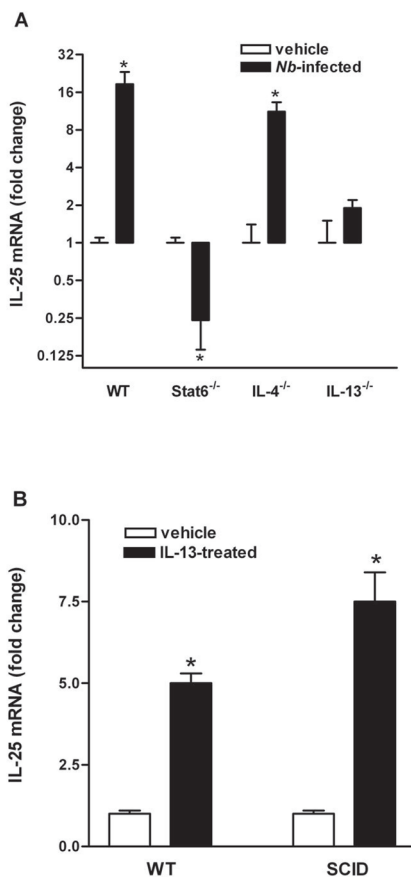 A
vehicle
Nb-infected
IL-25 mRNA (fold change)
32
16
8
4
2
1
0.5
0.25
0.125
*
*
*
WT Stat6-/- IL-4-/- IL-13-/-
B
vehicle
IL-13-treated
IL-25 mRNA (fold change)
10.0
7.5
5.0
2.5
0.0
*
*
WT SCID